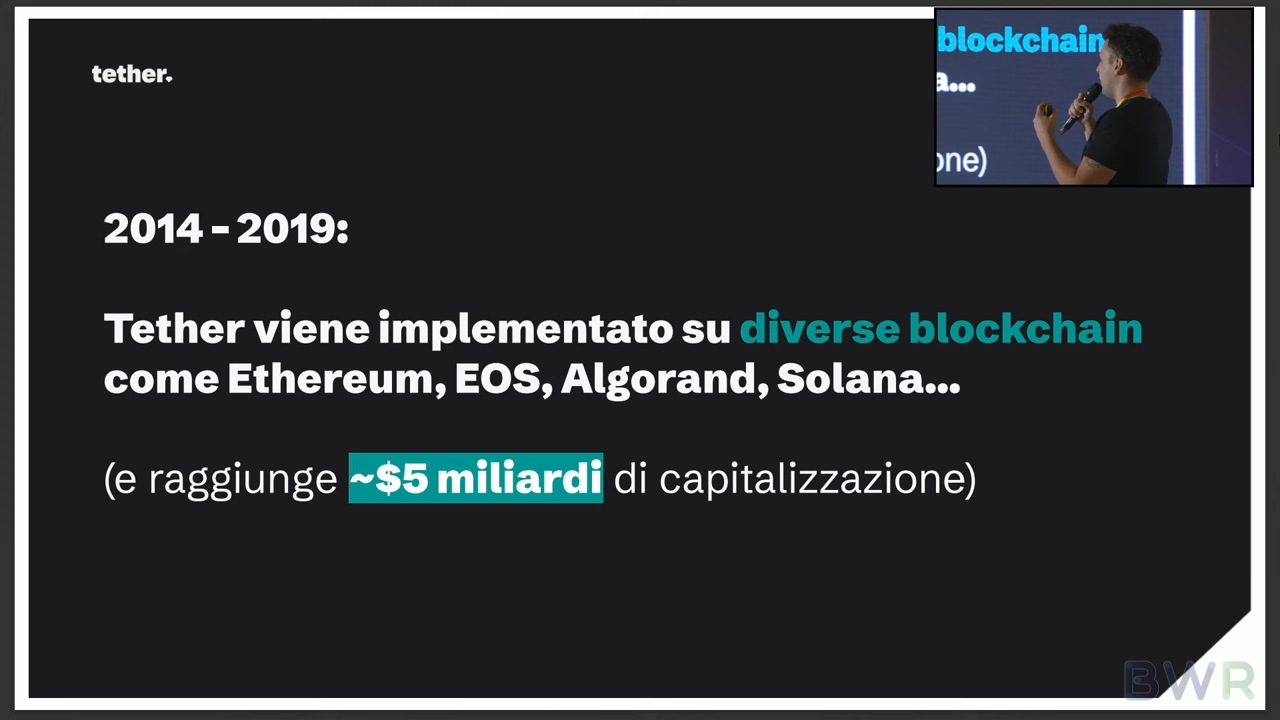 tether.
blockchain
a...
one)
2014 - 2019:
Tether viene implementato su diverse blockchain
come Ethereum, EOS, Algorand, Solana...
(e raggiunge ~$5 miliardi di capitalizzazione)
BWR